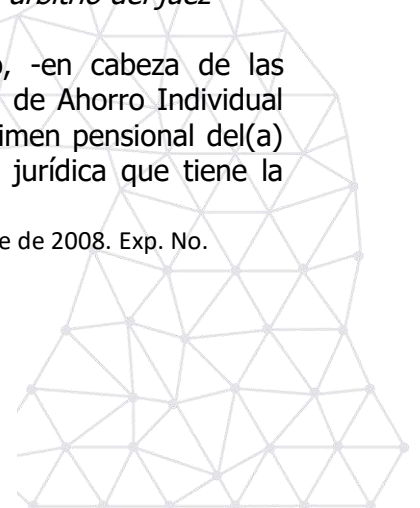 arbitrio del juez
o, -en cabeza de las
de Ahorro Individual
imen pensional del(a)
jurídica que tiene la
e de 2008. Exp. No.